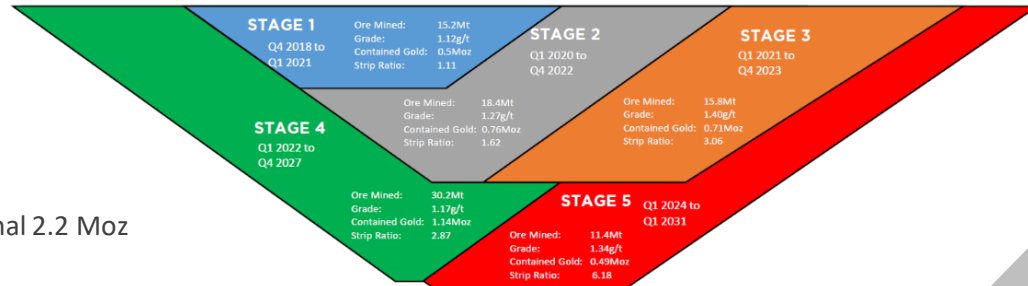 STAGE 1
Q4 2018 to
Q1 2021
Ore Mined: 15.2Mt
Grade: 1.12g/t
Contained Gold: 0.5Moz
Strip Ratio: 1.11
STAGE 2
Q1 2020 to
Q4 2022
Ore Mined: 18.4Mt
Grade: 1.27g/t
Contained Gold: 0.76Moz
Strip Ratio: 1.62
STAGE 3
Q1 2021 to
Q4 2023
Ore Mined: 15.8Mt
Grade: 1.40g/t
Contained Gold: 0.71Moz
Strip Ratio: 3.06
STAGE 4
Q1 2022 to
Q4 2027
Ore Mined: 30.2Mt
Grade: 1.17g/t
Contained Gold: 1.14Moz
Strip Ratio: 2.87
STAGE 5
Q1 2024 to
Q1 2031
Ore Mined: 11.4Mt
Grade: 1.34g/t
Contained Gold: 0.49Moz
Strip Ratio: 6.18
nal 2.2 Moz